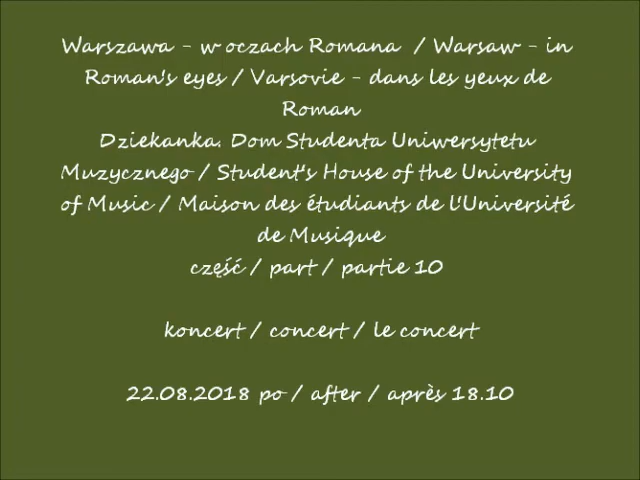 Warszawa - w oczach Romana / Warsaw - in
Roman's eyes / Varsovie - dans les yeux de
Roman
Dziekanka. Dom Studenta Uniwersytetu
Muzycznego / Student's House of the University
of Music / Maison des étudiants de l'Université
de Musique
część / part / partie 10
koncert / concert / le concert
22.08.2018 po / after / après 18.10